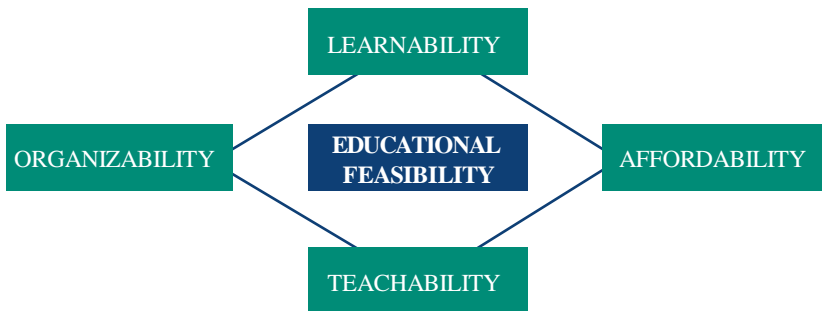 LEARNABILITY
ORGANIZABILITY
EDUCATIONAL
FEASIBILITY
AFFORDABILITY
TEACHABILITY